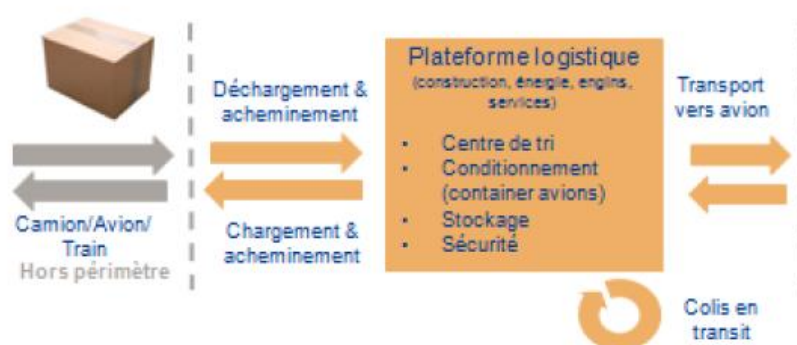 Camion/Avion/
Train
Hors périmètre
Déchargement &
acheminement
Chargement &
acheminement
Plateforme logistique
(construction, énergie, engins,
services)
• Centre de tri
• Conditionnement
(container avions)
• Stockage
• Sécurité
Transport
vers avion
Colis en
transit